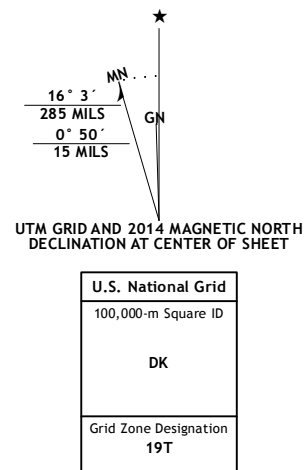 ★
MN
GN
16° 3´
285 MILS
0° 50´
15 MILS
UTM GRID AND 2014 MAGNETIC NORTH
DECLINATION AT CENTER OF SHEET
U.S. National Grid
100,000-m Square ID
DK
Grid Zone Designation
19T